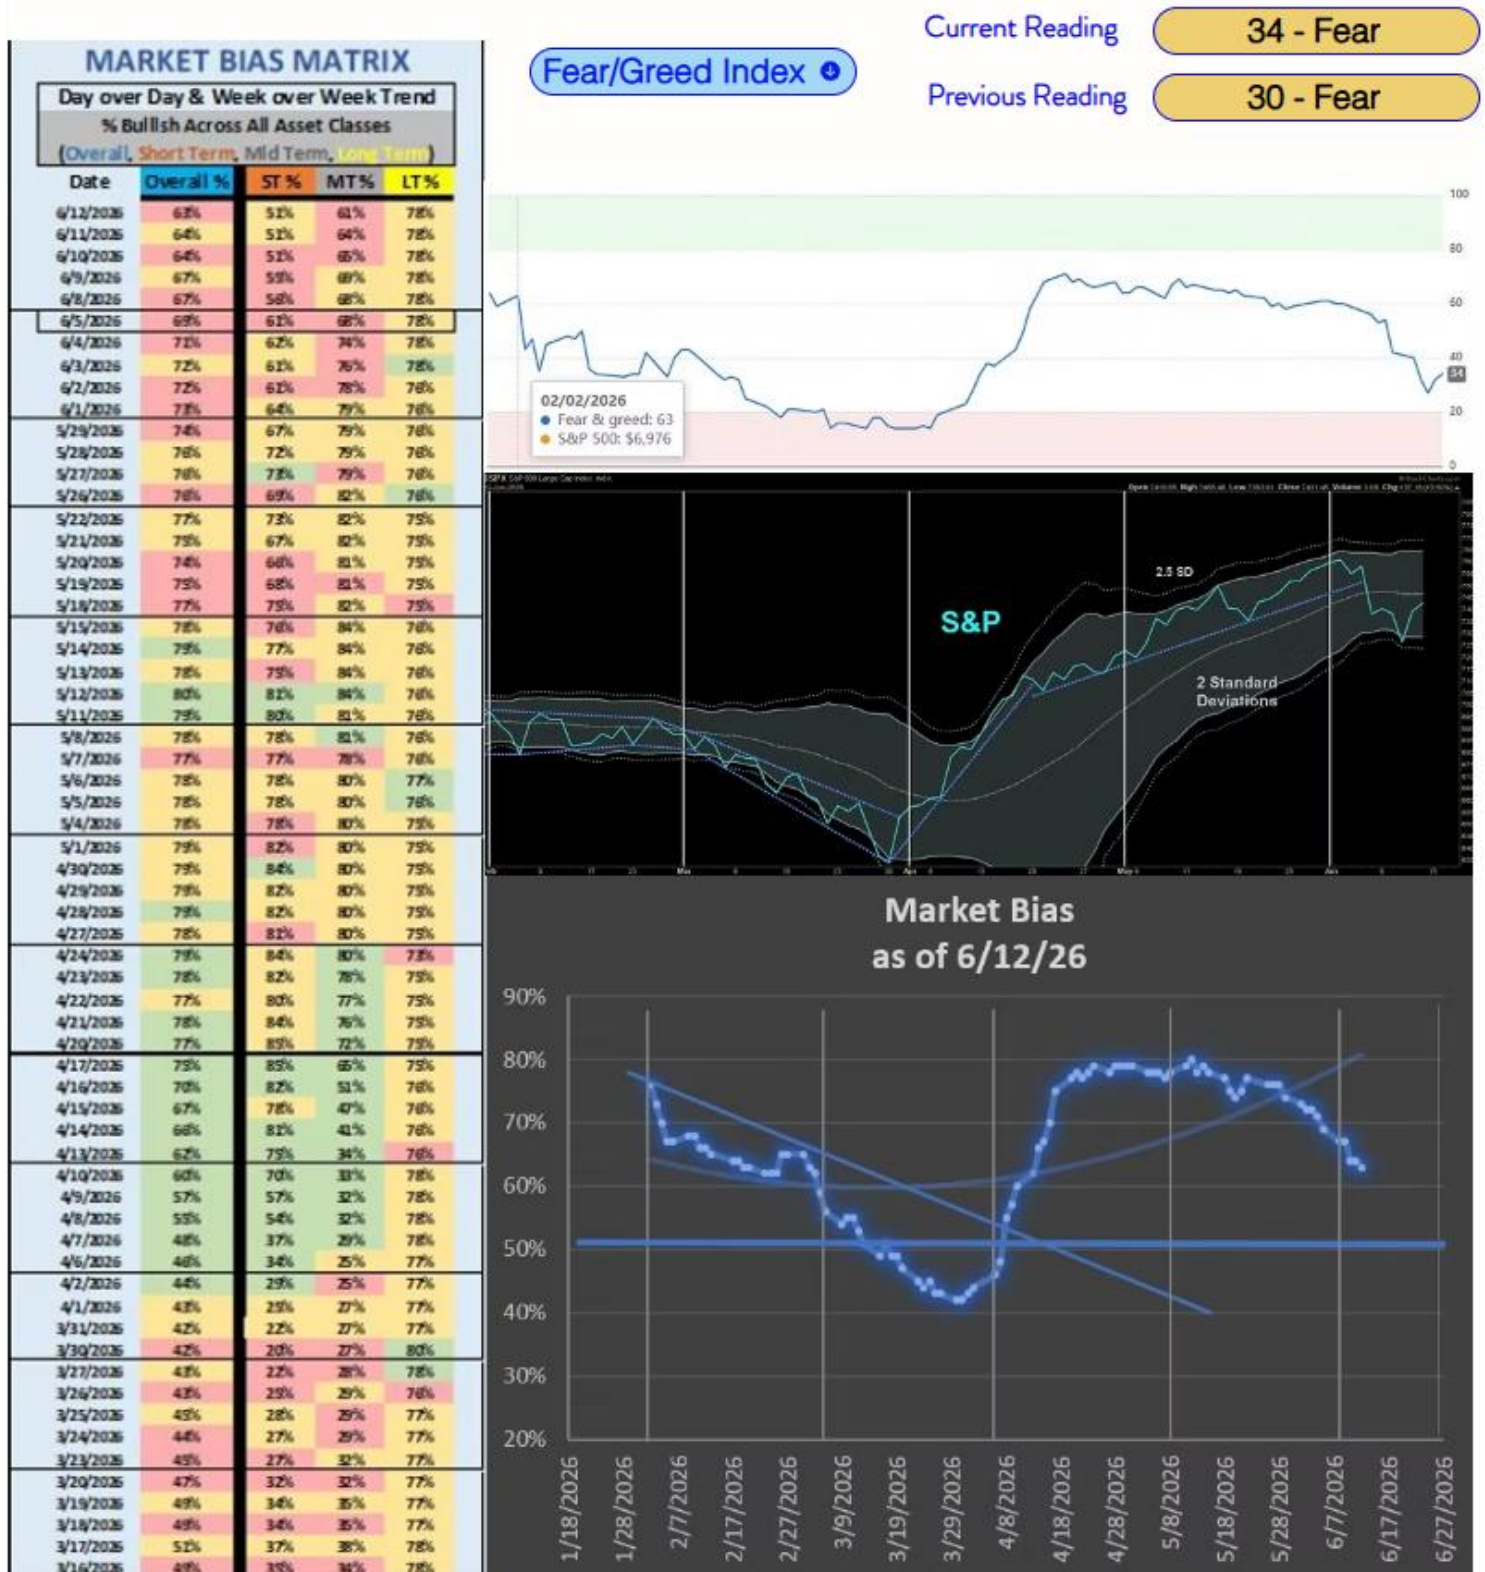 Current Reading
34 - Fear
Fear/Greed Index
Previous Reading
30 - Fear
MARKET BIAS MATRIX
Day over Day & Week over Week Trend
% Bulllsh Across All Asset Classes
(Overall, Short Term, Mld Term, Long Term)
Date Overall % ST % MT % LT %
6/12/2026 63% 51% 61% 78%
6/11/2026 64% 51% 64% 78%
6/10/2026 64% 51% 65% 78%
6/9/2026 67% 55% 69% 78%
6/8/2026 67% 56% 68% 78%
6/5/2026 69% 61% 68% 78%
6/4/2026 71% 62% 74% 78%
6/3/2026 72% 61% 76% 78%
6/2/2026 72% 61% 78% 76%
6/1/2026 73% 64% 79% 76%
5/29/2026 74% 67% 79% 76%
5/28/2026 76% 72% 79% 76%
5/27/2026 76% 73% 79% 76%
5/26/2026 76% 69% 82% 76%
5/22/2026 77% 73% 82% 75%
5/21/2026 75% 67% 82% 75%
5/20/2026 74% 66% 81% 75%
5/19/2026 75% 68% 81% 75%
5/18/2026 77% 75% 82% 75%
5/15/2026 78% 76% 84% 76%
5/14/2026 79% 77% 84% 76%
5/13/2026 78% 75% 84% 76%
5/12/2026 80% 81% 84% 76%
5/11/2026 79% 80% 81% 76%
5/8/2026 78% 78% 81% 76%
5/7/2026 77% 77% 78% 76%
5/6/2026 78% 78% 80% 77%
5/5/2026 78% 78% 80% 76%
5/4/2026 78% 78% 80% 75%
5/1/2026 79% 82% 80% 75%
4/30/2026 79% 84% 80% 75%
4/29/2026 79% 82% 80% 75%
4/28/2026 79% 82% 80% 75%
4/27/2026 78% 81% 80% 75%
4/24/2026 79% 84% 80% 73%
4/23/2026 78% 82% 78% 75%
4/22/2026 77% 80% 77% 75%
4/21/2026 78% 84% 76% 75%
4/20/2026 77% 85% 72% 75%
4/17/2026 75% 85% 65% 75%
4/16/2026 70% 82% 51% 76%
4/15/2026 67% 78% 47% 76%
4/14/2026 66% 81% 41% 76%
4/13/2026 62% 75% 34% 76%
4/10/2026 60% 70% 33% 78%
4/9/2026 57% 57% 32% 78%
4/8/2026 55% 54% 32% 78%
4/7/2026 48% 37% 29% 78%
4/6/2026 46% 34% 25% 77%
4/2/2026 44% 29% 25% 77%
4/1/2026 43% 25% 27% 77%
3/31/2026 42% 22% 27% 77%
3/30/2026 42% 20% 27% 80%
3/27/2026 43% 22% 28% 78%
3/26/2026 43% 25% 29% 76%
3/25/2026 45% 28% 29% 77%
3/24/2026 44% 27% 29% 77%
3/23/2026 45% 27% 32% 77%
3/20/2026 47% 32% 32% 77%
3/19/2026 49% 34% 35% 77%
3/18/2026 49% 34% 35% 77%
3/17/2026 51% 37% 38% 78%
3/16/2026 49% 35% 34% 78%
100
80
60
40
34
20
0
02/02/2026
Fear & greed: 63
S&P 500: $6,976
S&P
2.5 SD
2 Standard
Deviations
Market Bias
as of 6/12/26
90%
80%
70%
60%
50%
40%
30%
20%
1/18/2026
1/28/2026
2/7/2026
2/17/2026
2/27/2026
3/9/2026
3/19/2026
3/29/2026
4/8/2026
4/18/2026
4/28/2026
5/8/2026
5/18/2026
5/28/2026
6/7/2026
6/17/2026
6/27/2026